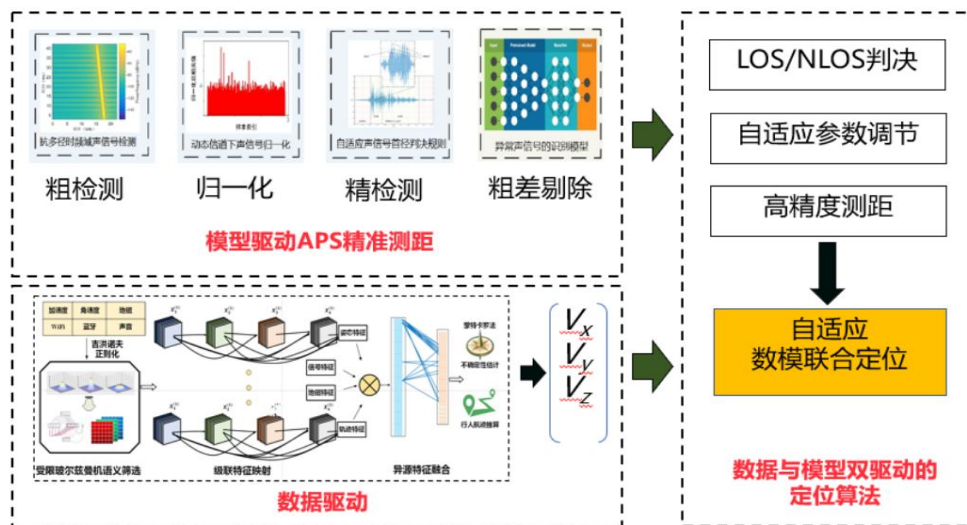 抗多径时频域声信号检测
动态信道下声信号归一化
自适应声信号首径判决规则
异常声信号的识别模型
粗检测
归一化
精检测
粗差剔除
模型驱动APS精准测距
加速度
角速度
地磁
WiFi
蓝牙
声音
吉洪诺夫
正则化
受限玻尔兹曼机语义筛选
姿态特征
信号特征
地磁特征
轨迹特征
级联特征映射
蒙特卡罗法
不确定性估计
行人航迹推算
异源特征融合
数据驱动
Vx
Vy
Vz
LOS/NLOS判决
自适应参数调节
高精度测距
自适应
数模联合定位
数据与模型双驱动的
定位算法